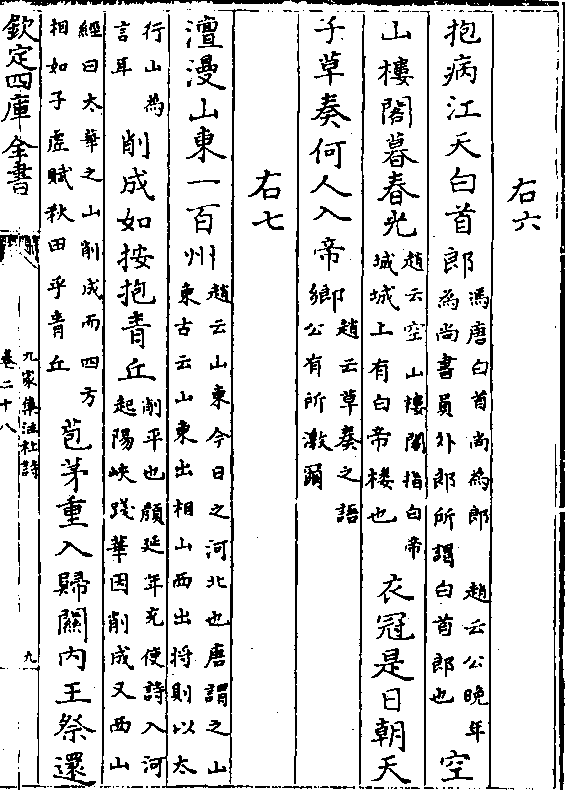 右六
抱病江天白首郎馮唐白首尚為郎趙云公晩年為尚書員外郎所謂白首郎也空
山樓閣暮春光趙云空山樓閣指白帝城城上有白帝樓也衣冠是日朝天
子草奏何人入帝鄉趙云草奏之語公有所激爾
右七
澶漫山東一百州趙云山東今日之河北也唐謂之山東古云山東出相山西出将則以太
行山為言耳削成如按抱青丘削平也顔延年充使詩入河起陽峽踐華因削成又西山
經曰太華之山削成而四方相如子虛賦秋田乎青丘苞茅重入歸關内王祭還
欽定四庫全書
九家集注杜詩
卷二十八
九